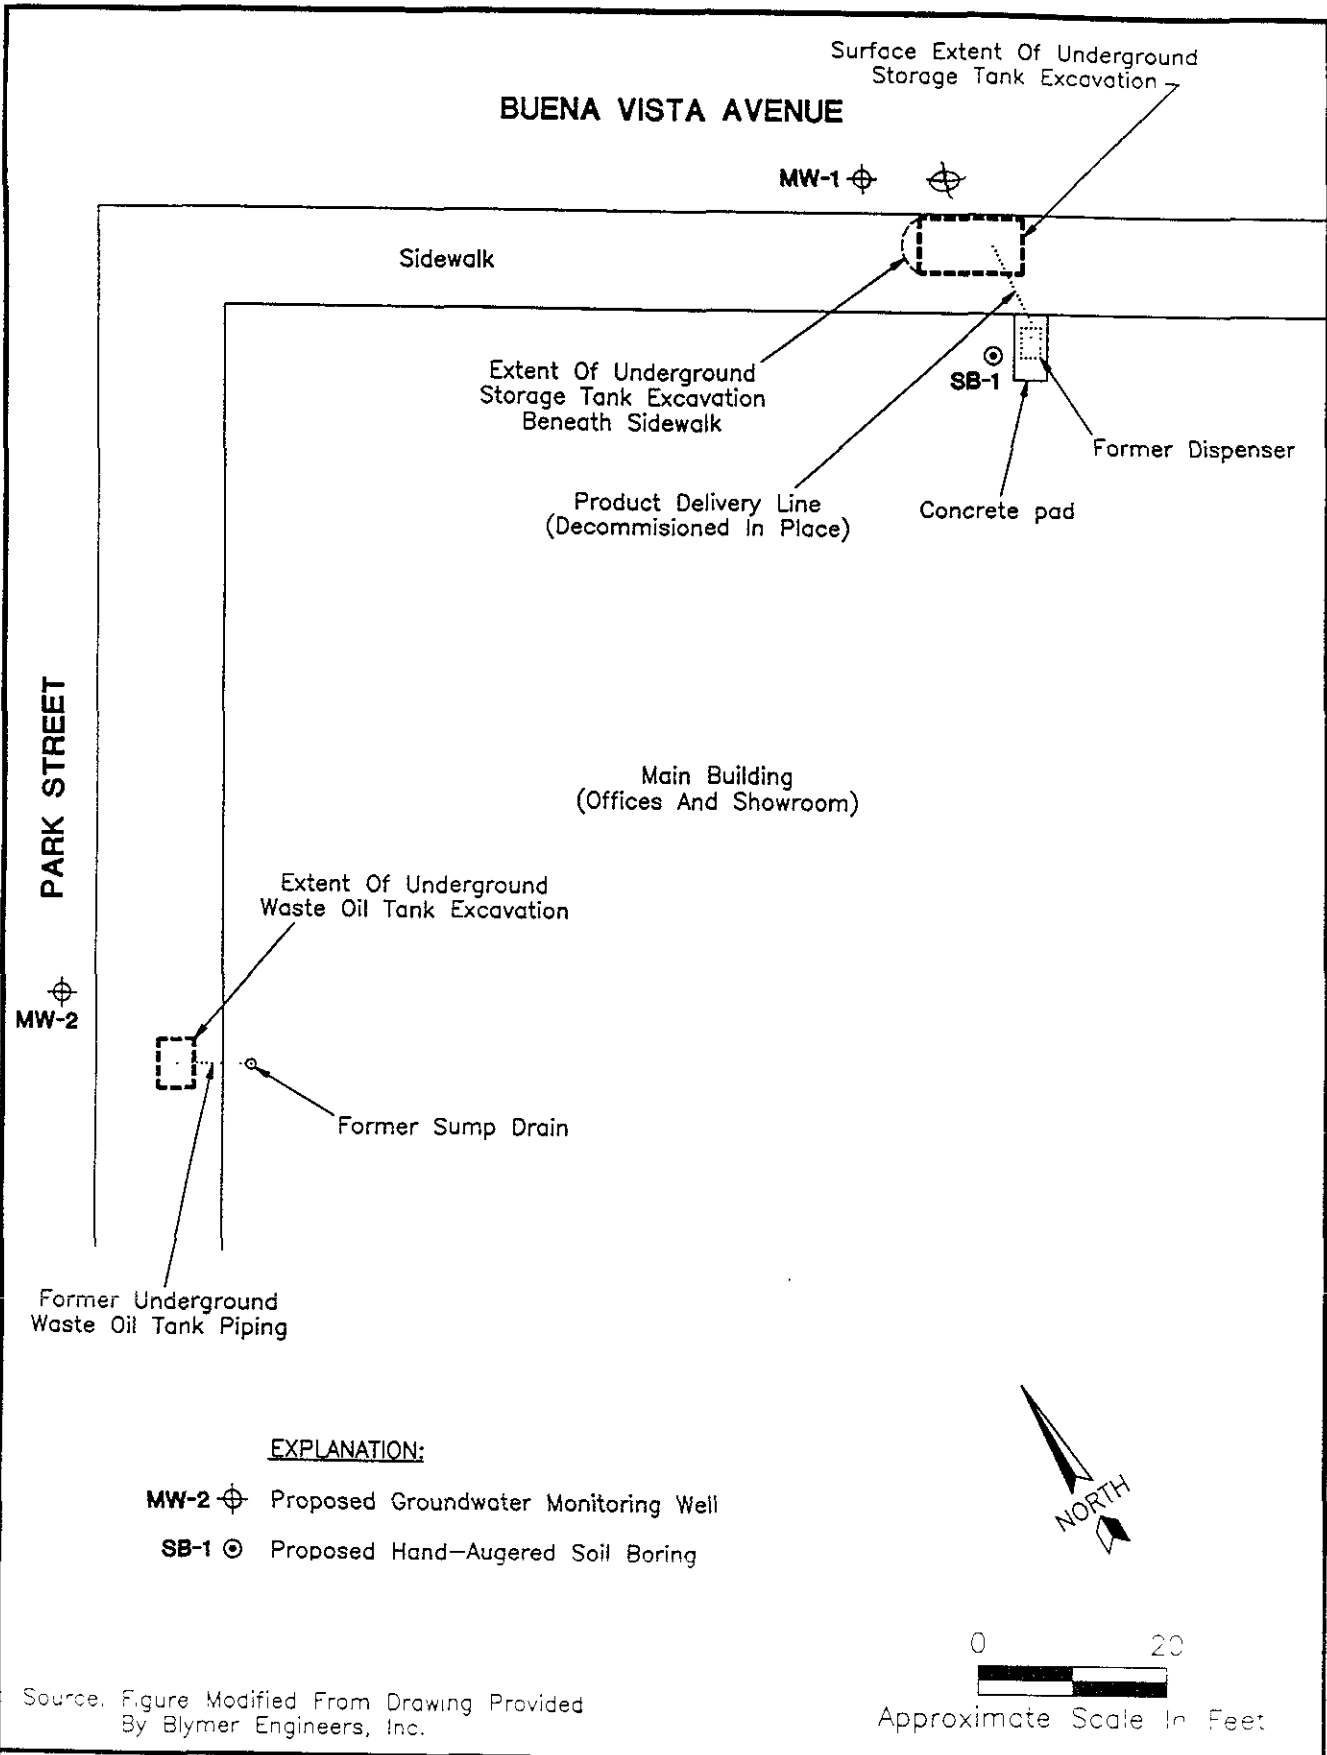 Surface Extent Of Underground
Storage Tank Excavation
BUENA VISTA AVENUE
MW-1
Sidewalk
Extent Of Underground
Storage Tank Excavation
Beneath Sidewalk
SB-1
Former Dispenser
Product Delivery Line
(Decommisioned In Place)
Concrete pad
PARK STREET
Main Building
(Offices And Showroom)
Extent Of Underground
Waste Oil Tank Excavation
MW-2
Former Sump Drain
Former Underground
Waste Oil Tank Piping
EXPLANATION:
MW-2 Proposed Groundwater Monitoring Well
SB-1 Proposed Hand-Augered Soil Boring
NORTH
0 20
Approximate Scale In Feet
Source. Figure Modified From Drawing Provided
By Blymer Engineers, Inc.